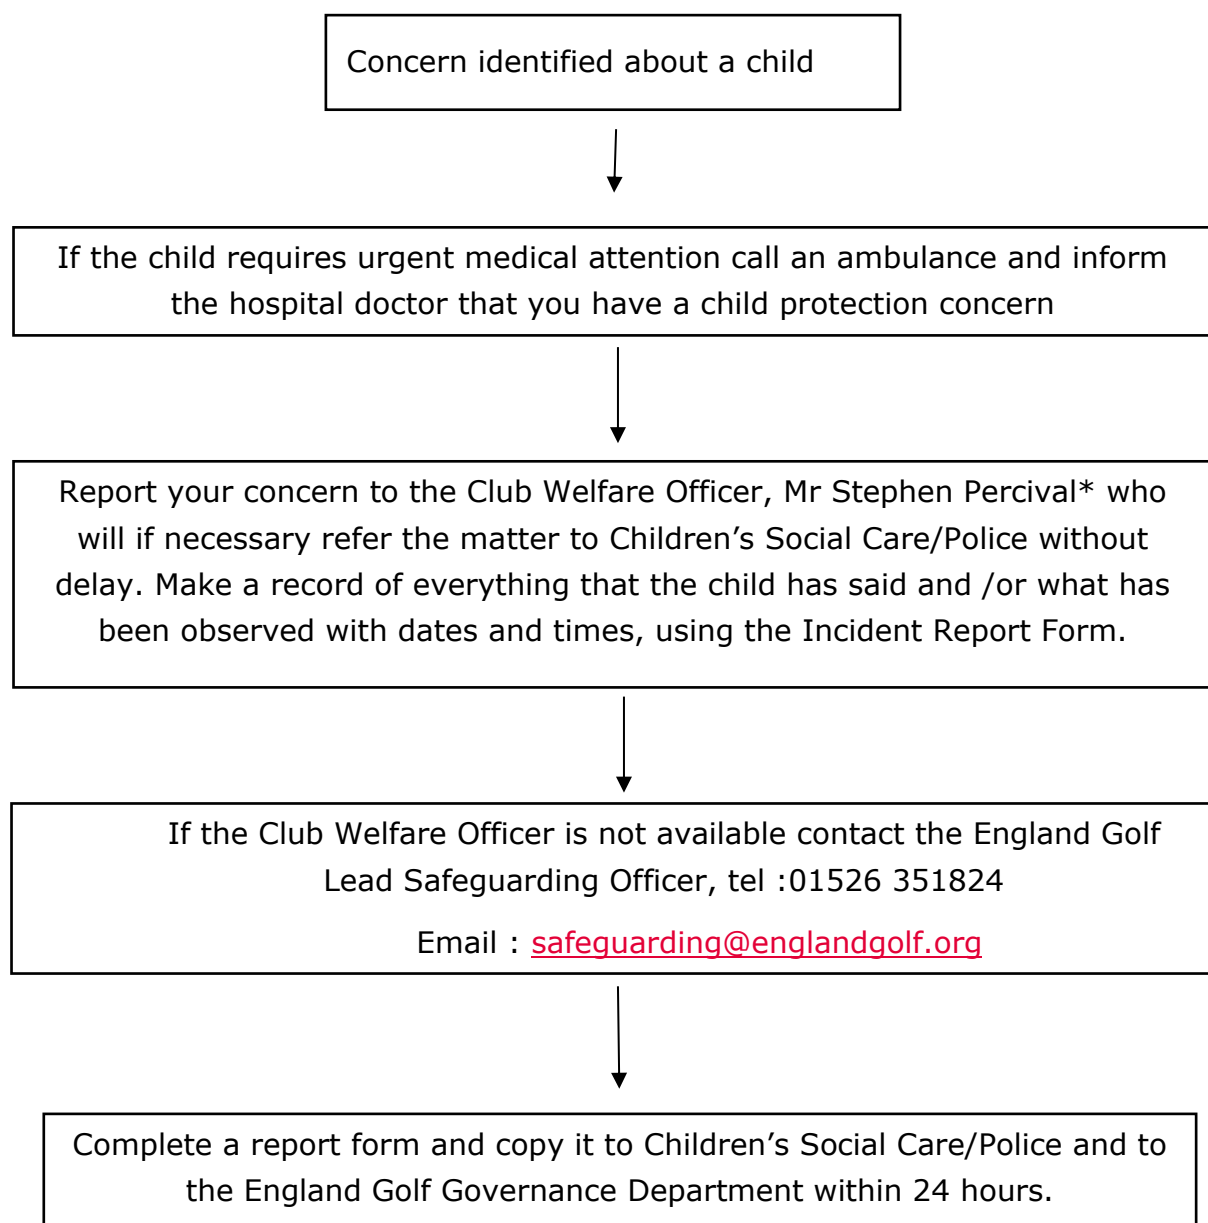 Concern identified about a child
If the child requires urgent medical attention call an ambulance and inform
the hospital doctor that you have a child protection concern
Report your concern to the Club Welfare Officer, Mr Stephen Percival* who
will if necessary refer the matter to Children’s Social Care/Police without
delay. Make a record of everything that the child has said and /or what has
been observed with dates and times, using the Incident Report Form.
If the Club Welfare Officer is not available contact the England Golf
Lead Safeguarding Officer, tel :01526 351824
Email : safeguarding@englandgolf.org
Complete a report form and copy it to Children’s Social Care/Police and to
the England Golf Governance Department within 24 hours.